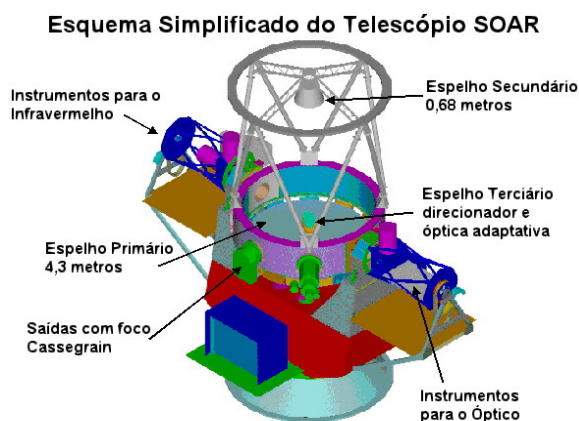 Esquema Simplificado do Telescópio SOAR
Instrumentos para o
Infravermelho
Espelho Secundário
0,68 metros
Espelho Terciário
direcionador e
óptica adaptativa
Espelho Primário
4,3 metros
Saídas com foco
Cassegrain
Instrumentos
para o Óptico